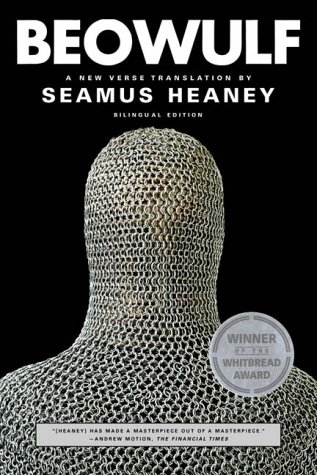 BEOWULF
A NEW VERSE TRANSLATION BY
SEAMUS HEANEY
BILINGUAL EDITION
WINNER
OF THE
WHITBREAD
AWARD
"[HEANEY] HAS MADE A MASTERPIECE OUT OF A MASTERPIECE."
—ANDREW MOTION, THE FINANCIAL TIMES